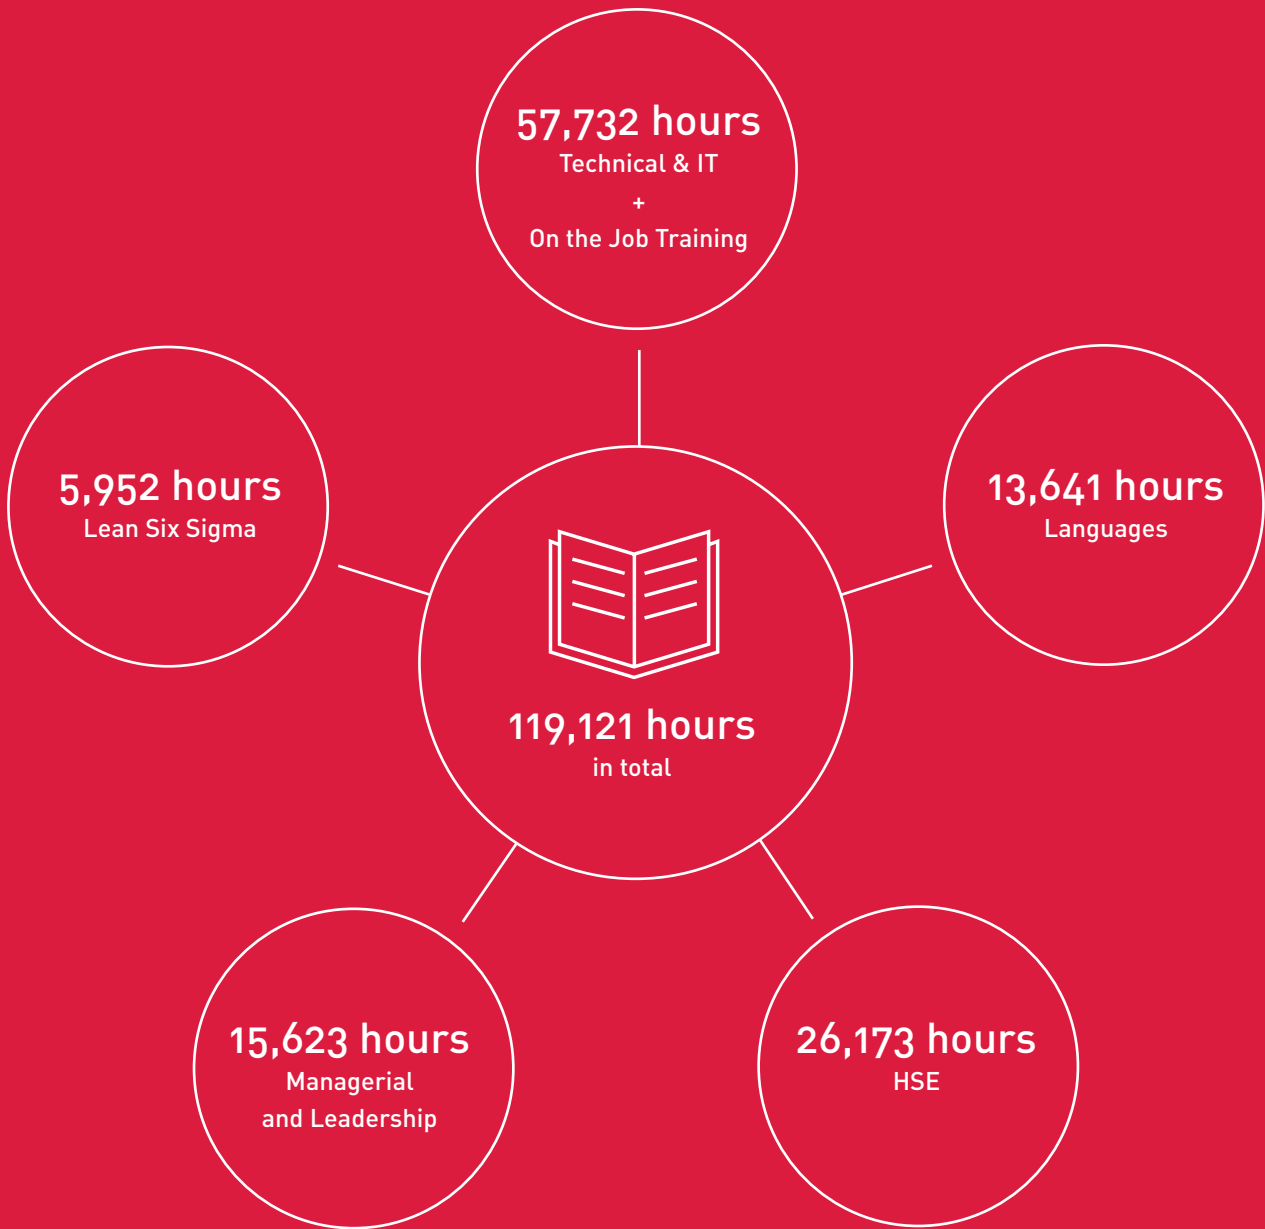 57,732 hours
Technical & IT
+
On the Job Training
5,952 hours
Lean Six Sigma
13,641 hours
Languages
119,121 hours
in total
15,623 hours
Managerial
and Leadership
26,173 hours
HSE